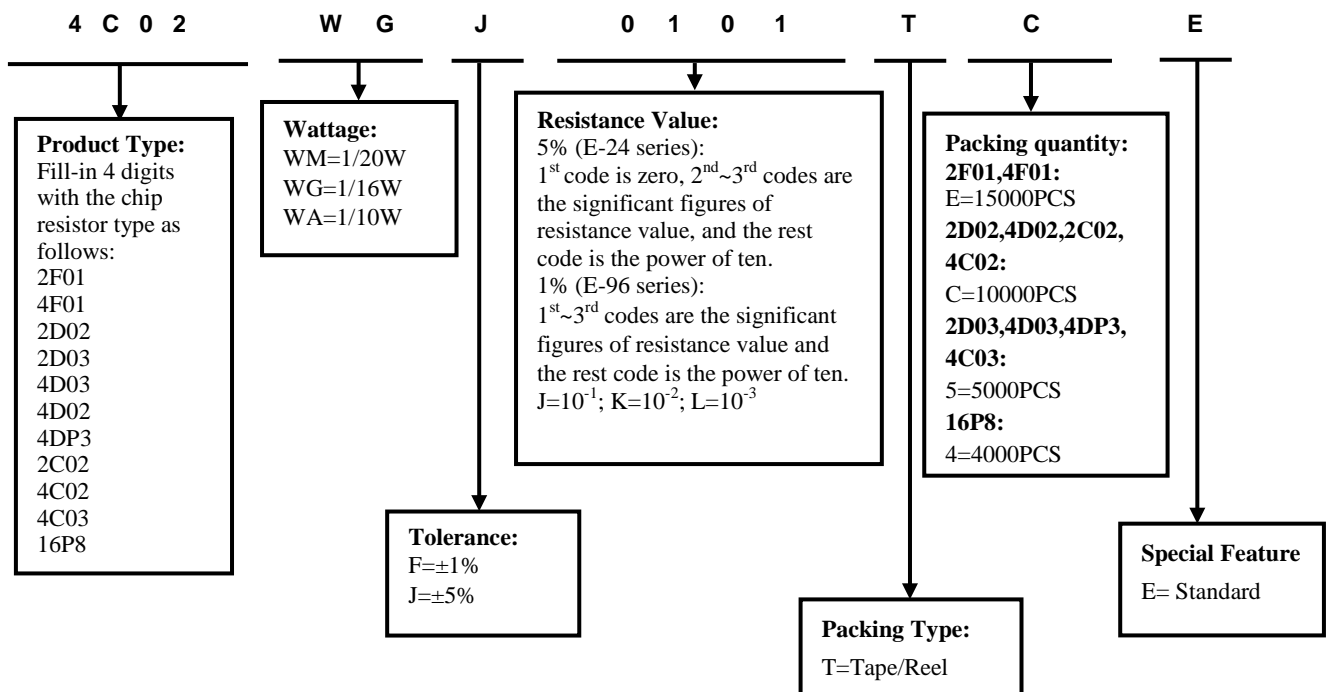 4 C 0 2 W G J 0 1 0 1 T C E
Product Type:
Fill-in 4 digits
with the chip
resistor type as
follows:
2F01
4F01
2D02
2D03
4D03
4D02
4DP3
2C02
4C02
4C03
16P8
Wattage:
WM=1/20W
WG=1/16W
WA=1/10W
Tolerance:
F=±1%
J=±5%
Resistance Value:
5% (E-24 series):
1st code is zero, 2nd~3rd codes are
the significant figures of
resistance value, and the rest
code is the power of ten.
1% (E-96 series):
1st~3rd codes are the significant
figures of resistance value and
the rest code is the power of ten.
J=10-1; K=10-2; L=10-3
Packing Type:
T=Tape/Reel
Packing quantity:
2F01,4F01:
E=15000PCS
2D02,4D02,2C02,
4C02:
C=10000PCS
2D03,4D03,4DP3,
4C03:
5=5000PCS
16P8:
4=4000PCS
Special Feature
E= Standard